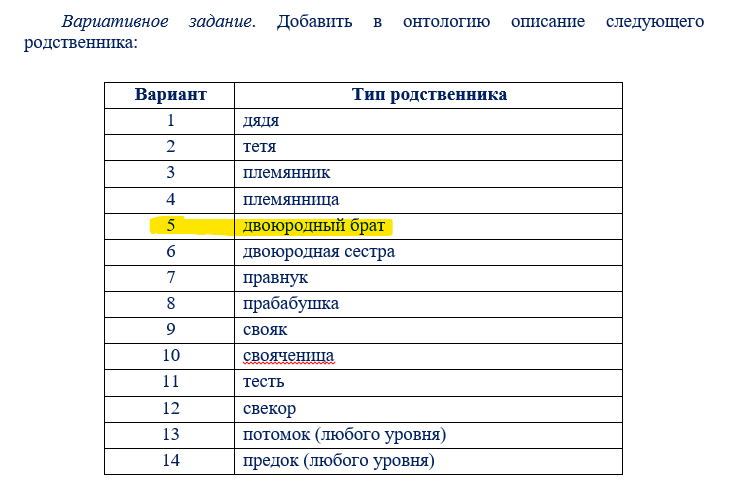 Вариативное задание. Добавить в онтологию описание следующего
родственника:
Вариант Тип родственника
1 дядя
2 тетя
3 племянник
4 племянница
5 двоюродный брат
6 двоюродная сестра
7 правнук
8 прабабушка
9 свояк
10 свояченица
11 тесть
12 свекор
13 потомок (любого уровня)
14 предок (любого уровня)